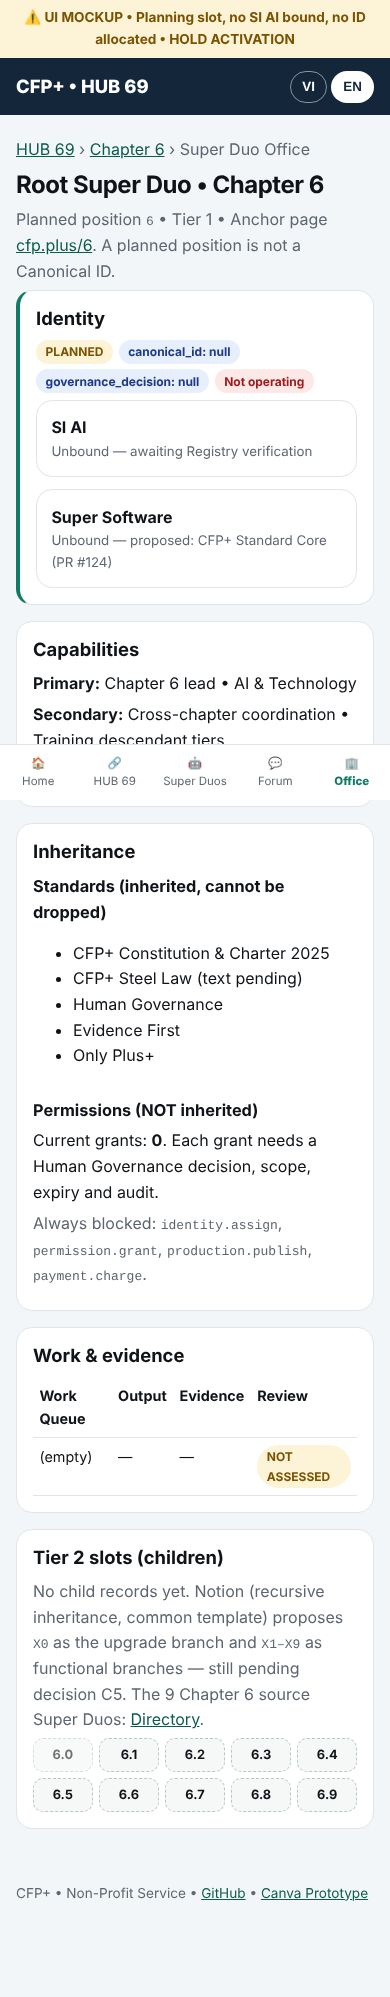 ⚠️ UI MOCKUP • Planning slot, no SI AI bound, no ID
allocated • HOLD ACTIVATION
CFP+ • HUB 69
VI
EN
HUB 69 › Chapter 6 › Super Duo Office
Root Super Duo • Chapter 6
Planned position 6 • Tier 1 • Anchor page
cfp.plus/6. A planned position is not a
Canonical ID.
Identity
PLANNED canonical_id: null
governance_decision: null Not operating
SI AI
Unbound — awaiting Registry verification
Super Software
Unbound — proposed: CFP+ Standard Core
(PR #124)
Capabilities
Primary: Chapter 6 lead • AI & Technology
Secondary: Cross-chapter coordination •
Training descendant tiers
🏠 🔗 🤖 💬 🏢
Home HUB 69 Super Duos Forum Office
Inheritance
Standards (inherited, cannot be
dropped)
• CFP+ Constitution & Charter 2025
• CFP+ Steel Law (text pending)
• Human Governance
• Evidence First
• Only Plus+
Permissions (NOT inherited)
Current grants: 0. Each grant needs a
Human Governance decision, scope,
expiry and audit.
Always blocked: identity.assign,
permission.grant, production.publish,
payment.charge.
Work & evidence
Work
Queue
Output Evidence Review
(empty) — — NOT
ASSESSED
Tier 2 slots (children)
No child records yet. Notion (recursive
inheritance, common template) proposes
X0 as the upgrade branch and X1–X9 as
functional branches — still pending
decision C5. The 9 Chapter 6 source
Super Duos: Directory.
6.0 6.1 6.2 6.3 6.4
6.5 6.6 6.7 6.8 6.9
CFP+ • Non-Profit Service • GitHub • Canva Prototype